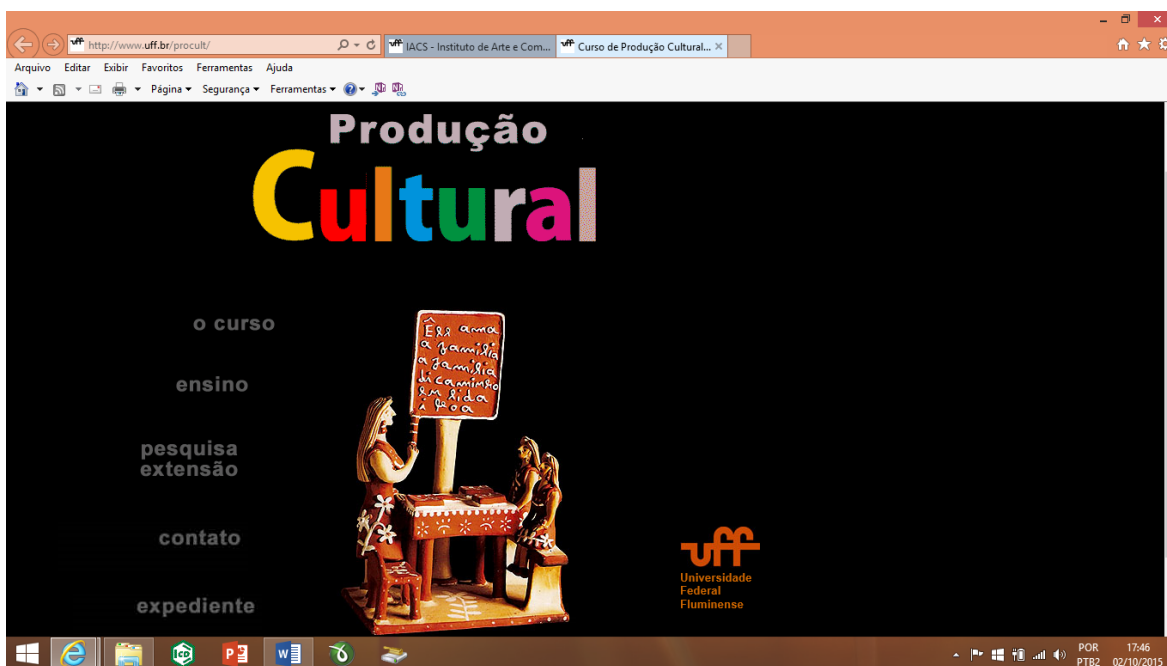 http://www.uff.br/procult/
IACS - Instituto de Arte e Com...
Curso de Produção Cultural...
Arquivo Editar Exibir Favoritos Ferramentas Ajuda
Página Segurança Ferramentas
Produção
Cultural
o curso
ensino
pesquisa
extensão
contato
expediente
a família
a família
uff
Universidade
Federal
Fluminense
POR 17:46
PTB2 02/10/2015